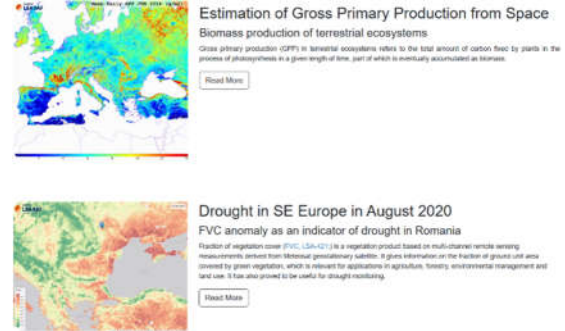 LSA SAF
Estimation of Gross Primary Production from Space
Biomass production of terrestrial ecosystems
Gross primary production (GPP) in terrestrial ecosystems refers to the total amount of carbon fixed by plants in the
process of photosynthesis in a given length of time, part of which is eventually accumulated as biomass.
Read More
Drought in SE Europe in August 2020
FVC anomaly as an indicator of drought in Romania
Fraction of vegetation cover (FVC, LSA-421) is a vegetation product based on multi-channel remote sensing
measurements derived from Meteosat geostationary satellite. It gives information on the fraction of ground unit area
covered by green vegetation, which is relevant for applications in agriculture, forestry, environmental management and
land use. It has also proved to be useful for drought monitoring.
Read More